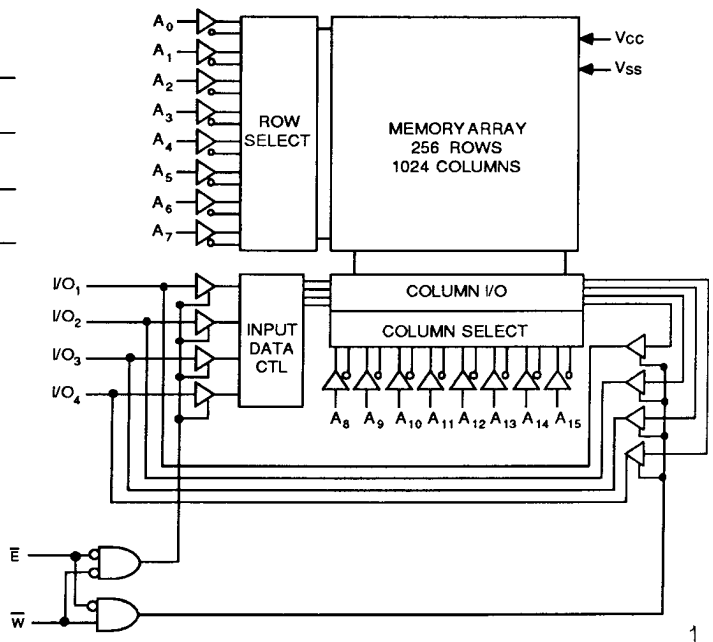 A0
A1
A2
A3
A4
A5
A6
A7
ROW
SELECT
MEMORY ARRAY
256 ROWS
1024 COLUMNS
VCC
VSS
I/O1
I/O2
I/O3
I/O4
INPUT
DATA
CTL
COLUMN I/O
COLUMN SELECT
A8 A9 A10 A11 A12 A13 A14 A15
E̅
W̅
1